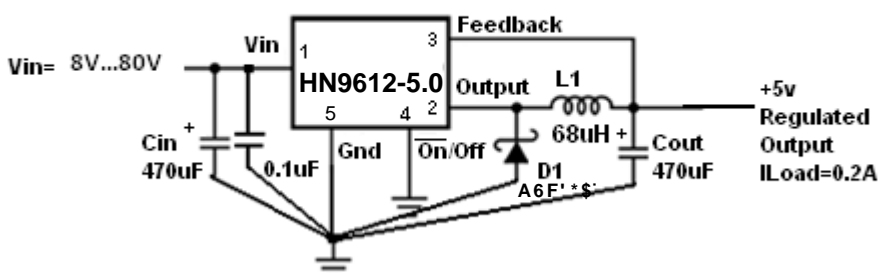 Feedback
Vin= 8V...80V
Vin
1
3
HN9612-5.0
Output
2
L1
+5v
Regulated
Output
ILoad=0.2A
5
4
Cin +
470uF
0.1uF
Gnd
On/Off
68uH
+
Cout
470uF
D1